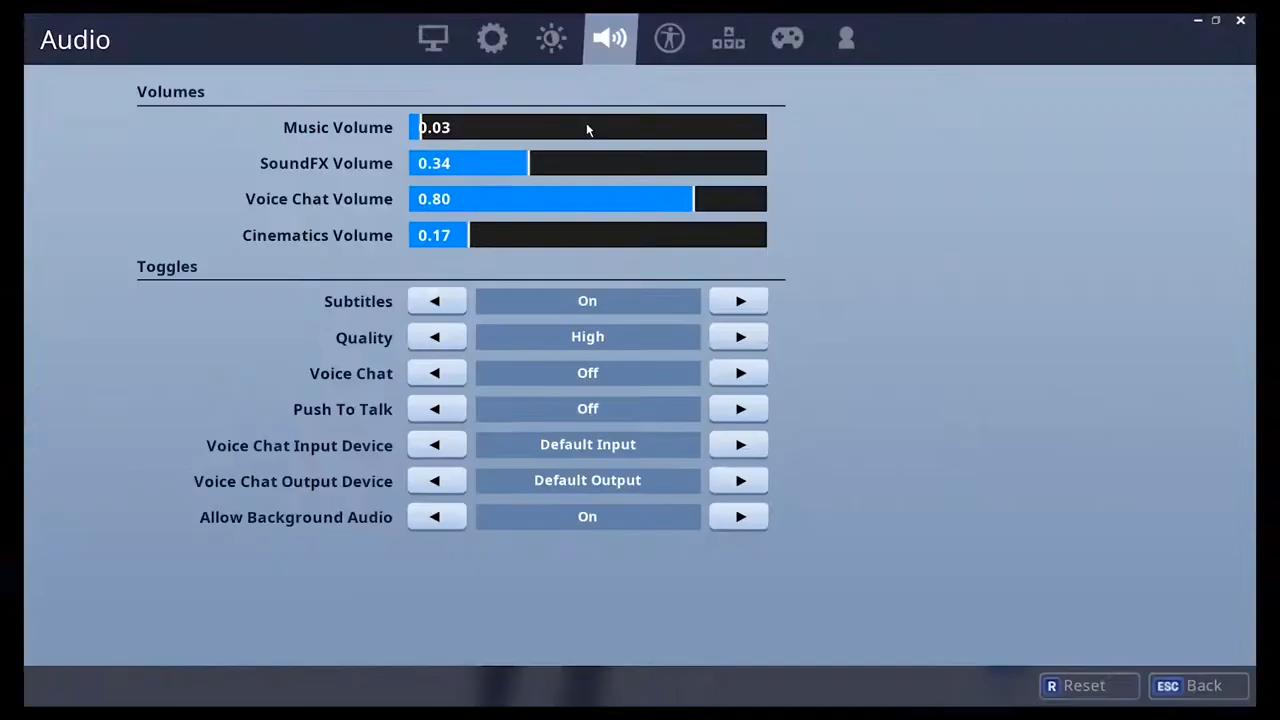 Audio
Volumes
Music Volume 0.03
SoundFX Volume 0.34
Voice Chat Volume 0.80
Cinematics Volume 0.17
Toggles
Subtitles On
Quality High
Voice Chat Off
Push To Talk Off
Voice Chat Input Device Default Input
Voice Chat Output Device Default Output
Allow Background Audio On
R Reset ESC Back